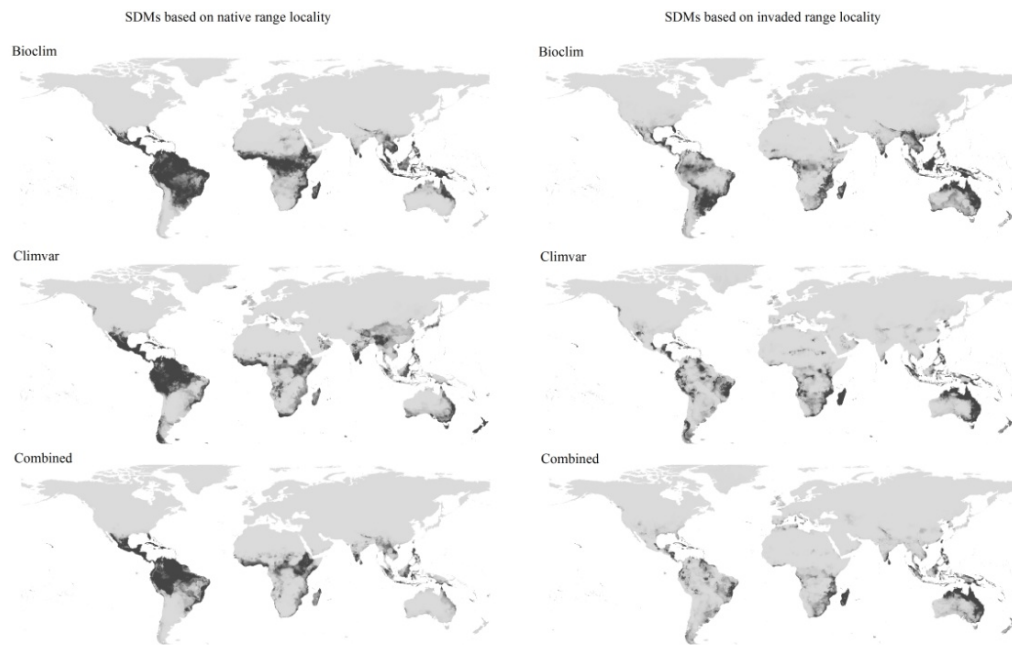 SDMs based on native range locality
SDMs based on invaded range locality
Bioclim
Bioclim
Climvar
Climvar
Combined
Combined